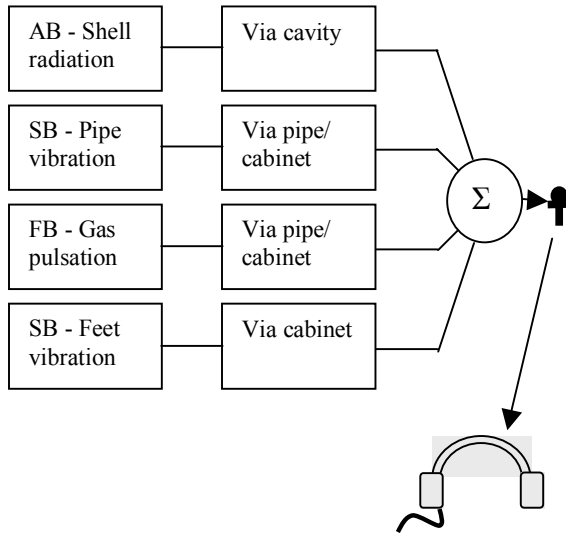 AB - Shell
radiation
Via cavity
SB - Pipe
vibration
Via pipe/
cabinet
FB - Gas
pulsation
Via pipe/
cabinet
SB - Feet
vibration
Via cabinet
Σ